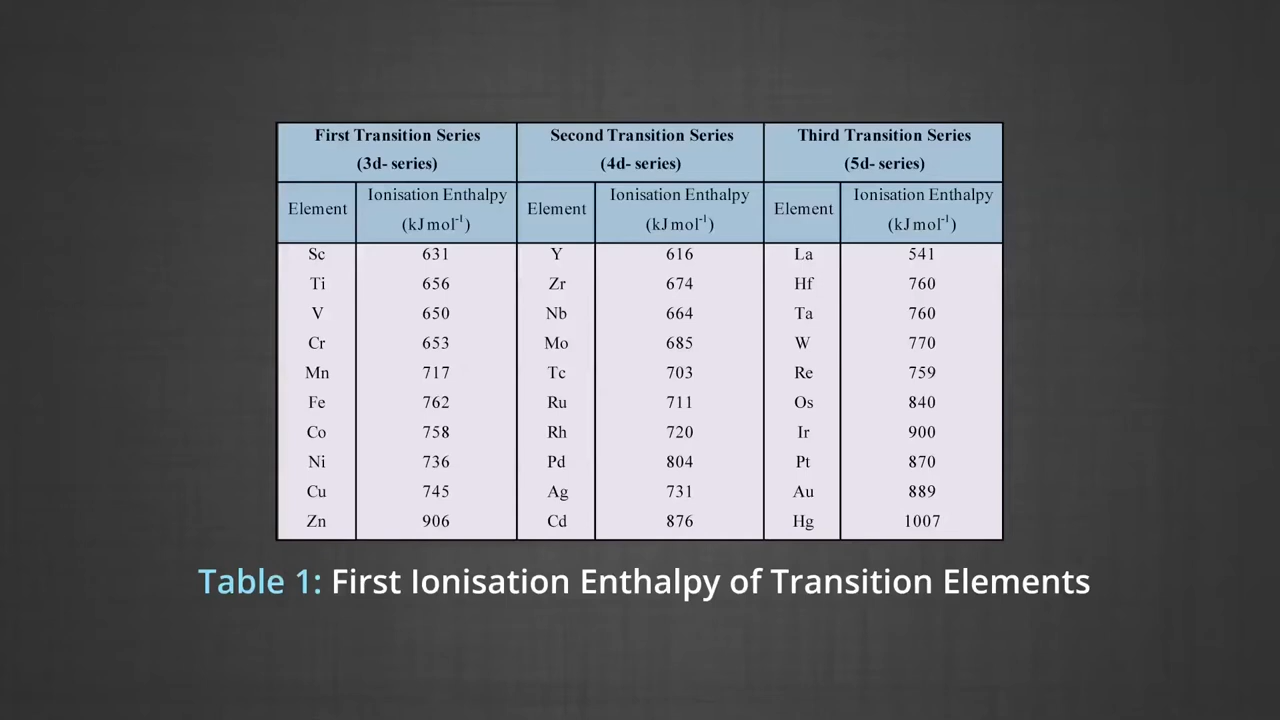 First Transition Series Second Transition Series Third Transition Series
(3d- series) (4d- series) (5d- series)
Element Ionisation Enthalpy (kJ mol-1) Element Ionisation Enthalpy (kJ mol-1) Element Ionisation Enthalpy (kJ mol-1)
Sc 631 Y 616 La 541
Ti 656 Zr 674 Hf 760
V 650 Nb 664 Ta 760
Cr 653 Mo 685 W 770
Mn 717 Tc 703 Re 759
Fe 762 Ru 711 Os 840
Co 758 Rh 720 Ir 900
Ni 736 Pd 804 Pt 870
Cu 745 Ag 731 Au 889
Zn 906 Cd 876 Hg 1007
Table 1: First Ionisation Enthalpy of Transition Elements